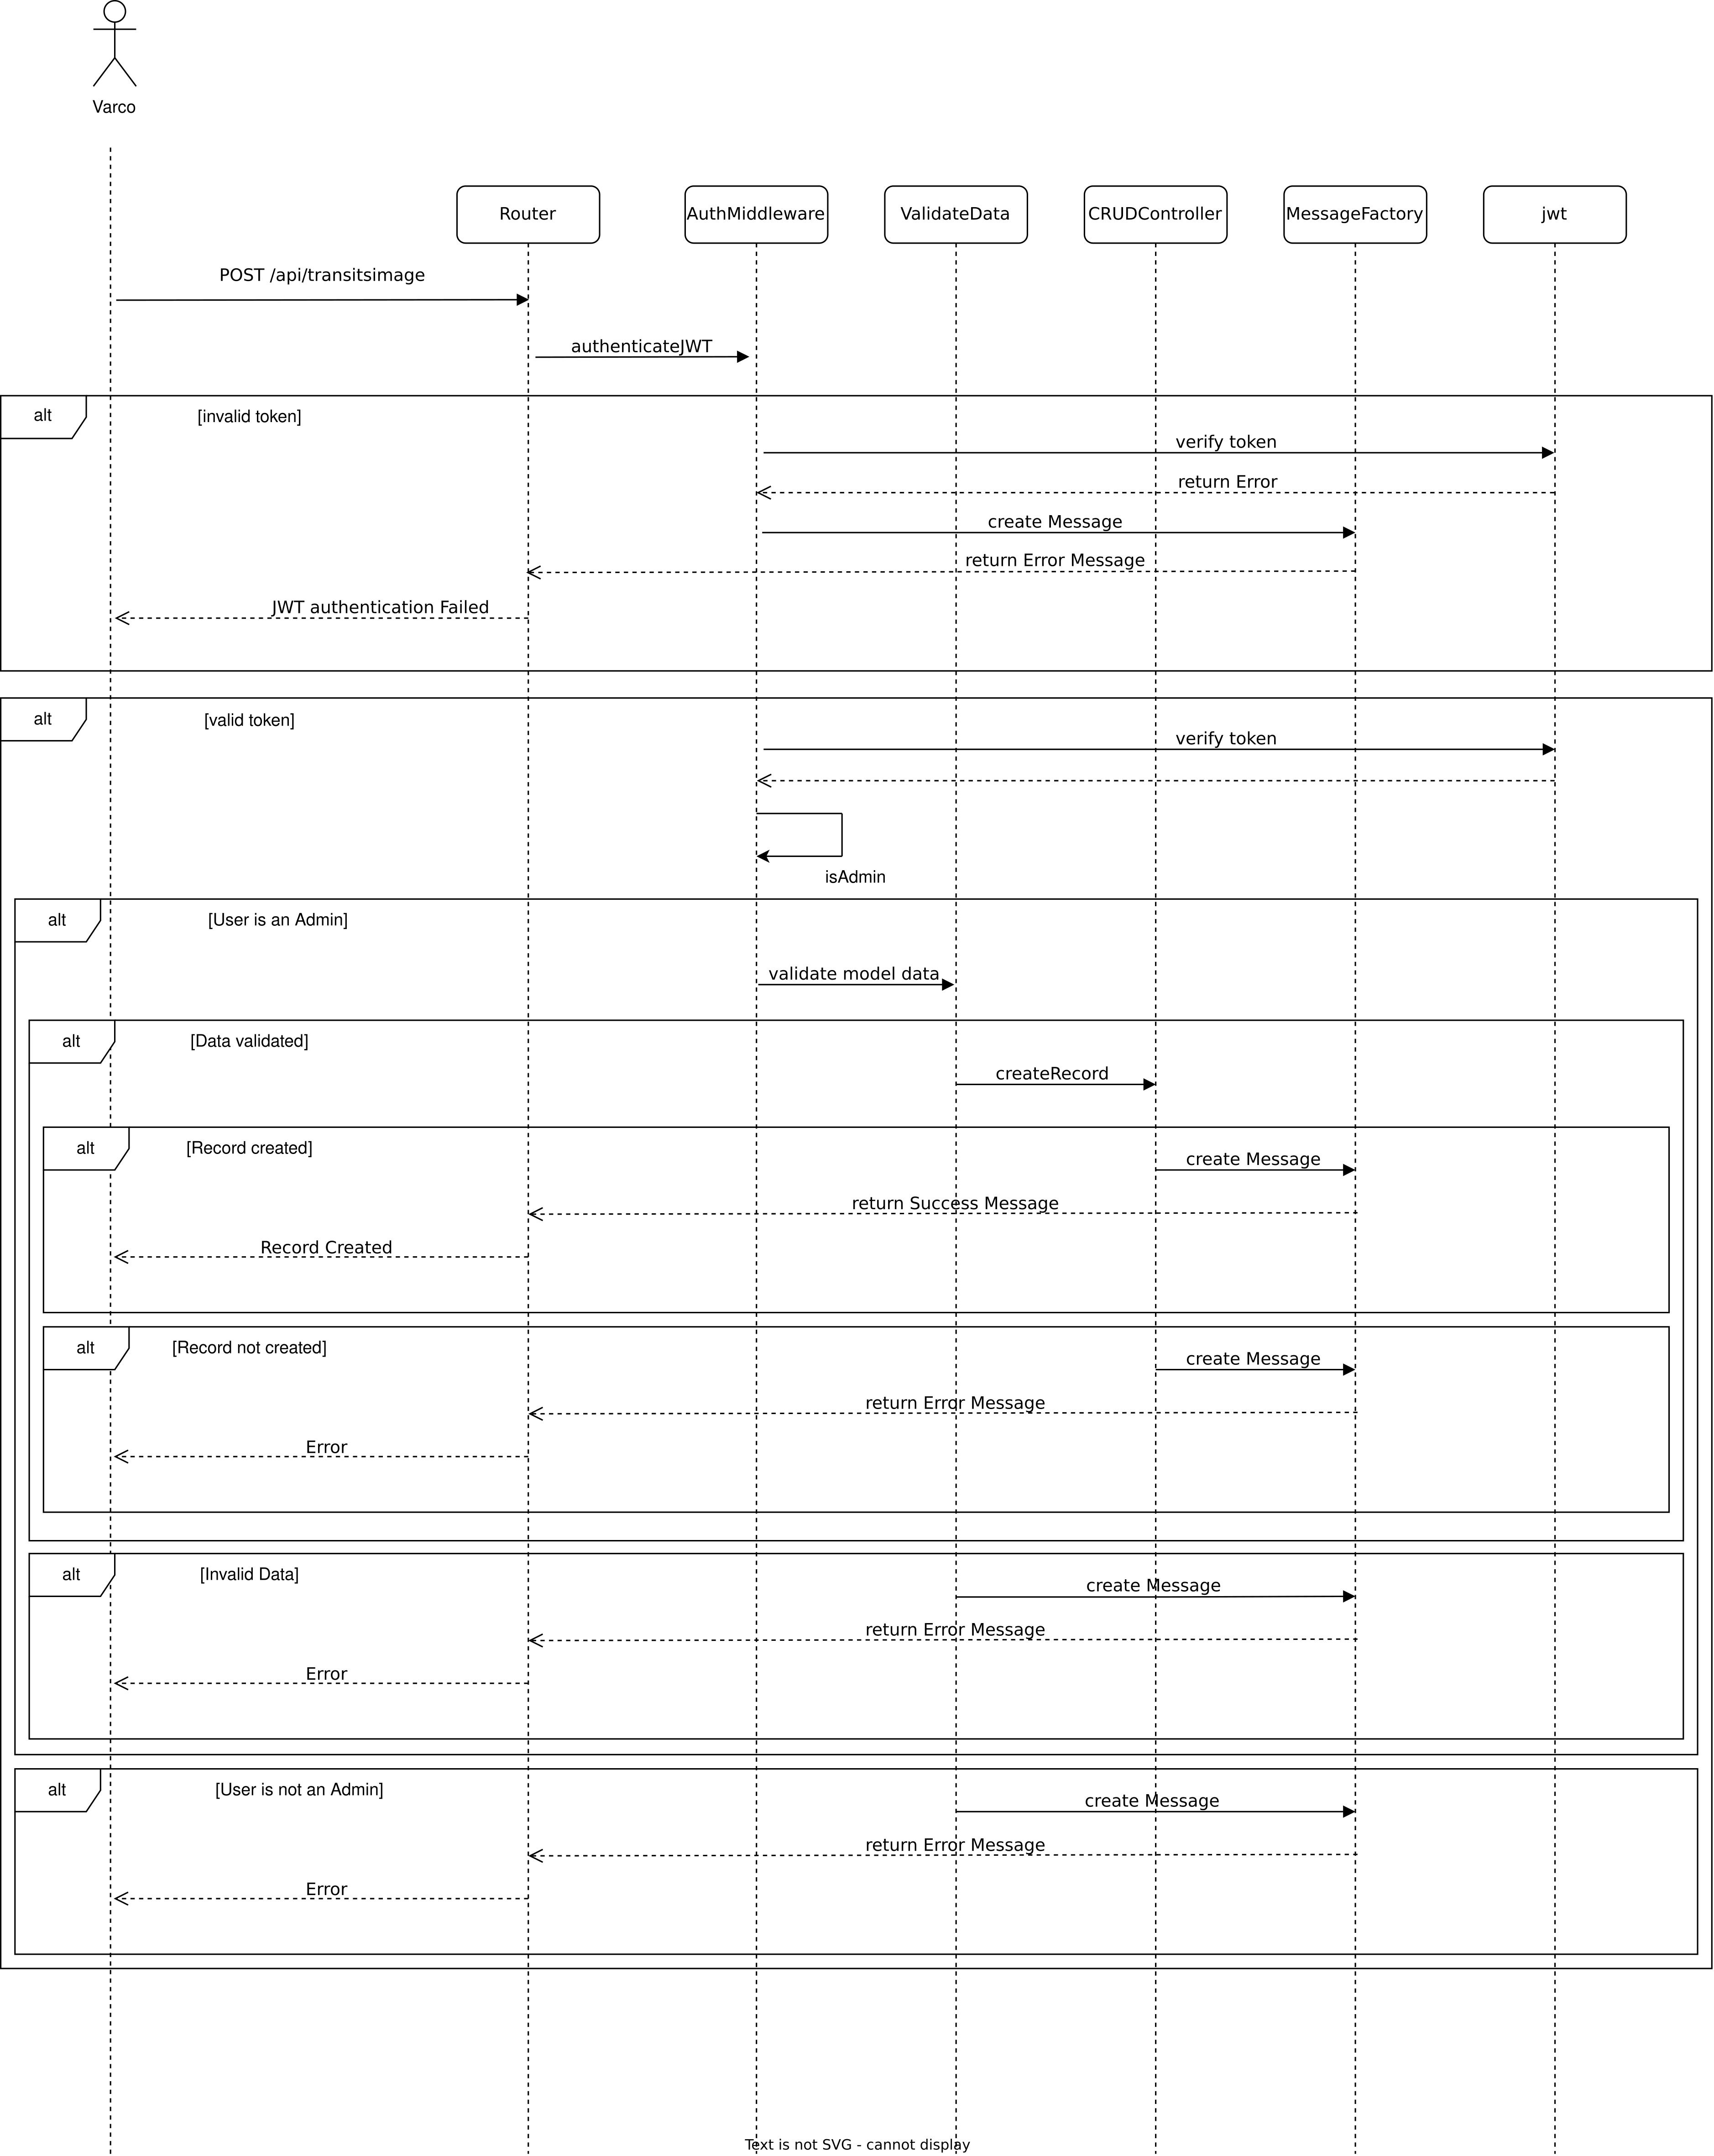 Varco
Router
AuthMiddleware
ValidateData
CRUDController
MessageFactory
jwt
POST /api/transitsimage
authenticateJWT
alt
[invalid token]
verify token
return Error
create Message
return Error Message
JWT authentication Failed
alt
[valid token]
verify token
isAdmin
alt
[User is an Admin]
validate model data
alt
[Data validated]
createRecord
alt
[Record created]
create Message
return Success Message
Record Created
alt
[Record not created]
create Message
return Error Message
Error
alt
[Invalid Data]
create Message
return Error Message
Error
alt
[User is not an Admin]
create Message
return Error Message
Error
Text is not SVG - cannot display